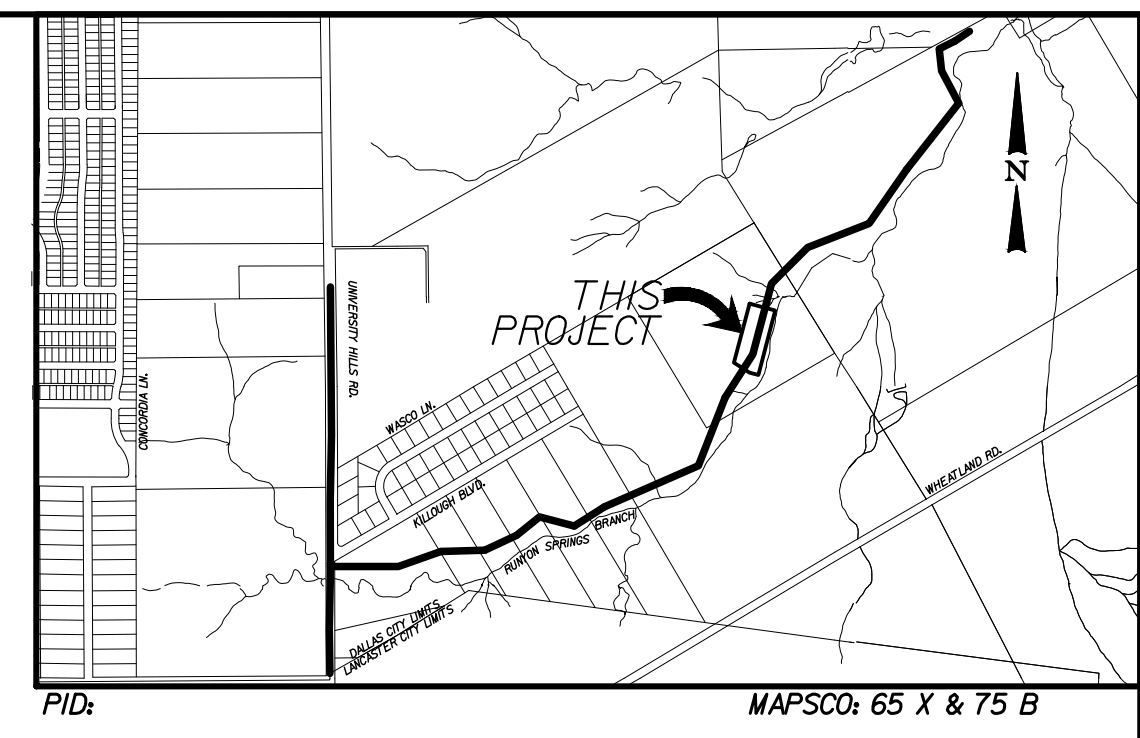 N
THIS
PROJECT
UNIVERSITY HILLS RD.
CONCORDIA LN.
WASCO LN.
KILLOUGH BLVD.
WHEATLAND RD.
RUNYON SPRINGS BRANCH
DALLAS CITY LIMITS
LANCASTER CITY LIMITS
PID:
MAPSCO: 65 X & 75 B